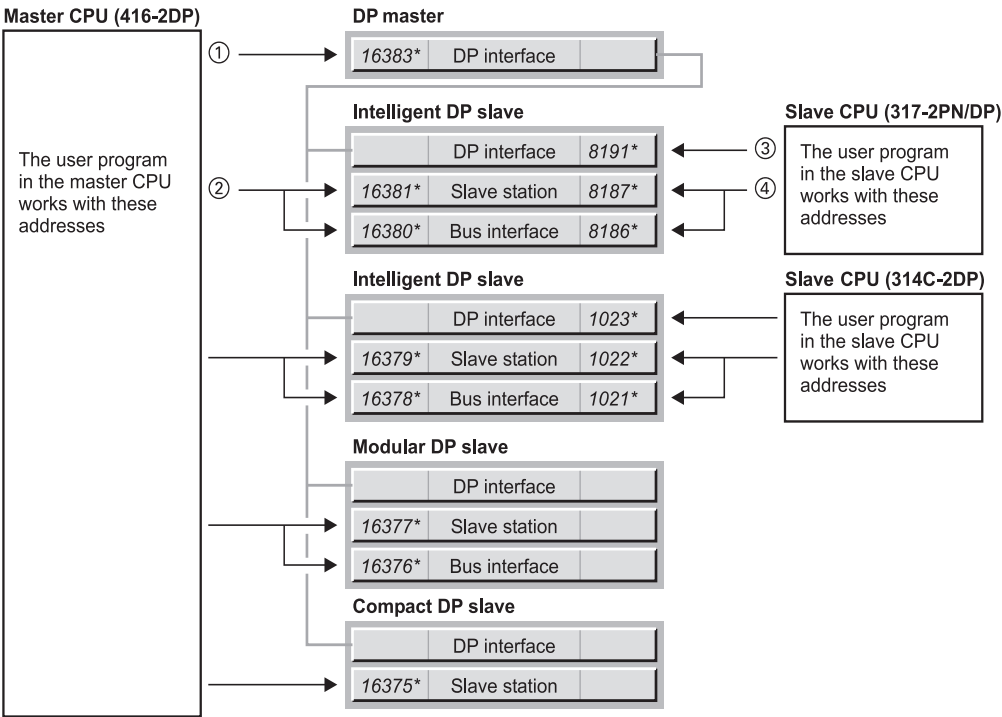 Master CPU (416-2DP)
The user program
in the master CPU
works with these
addresses
DP master
① 16383* DP interface
Intelligent DP slave
DP interface 8191* ③
② 16381* Slave station 8187* ④
16380* Bus interface 8186*
Slave CPU (317-2PN/DP)
The user program
in the slave CPU
works with these
addresses
Intelligent DP slave
DP interface 1023*
16379* Slave station 1022*
16378* Bus interface 1021*
Slave CPU (314C-2DP)
The user program
in the slave CPU
works with these
addresses
Modular DP slave
DP interface
16377* Slave station
16376* Bus interface
Compact DP slave
DP interface
16375* Slave station